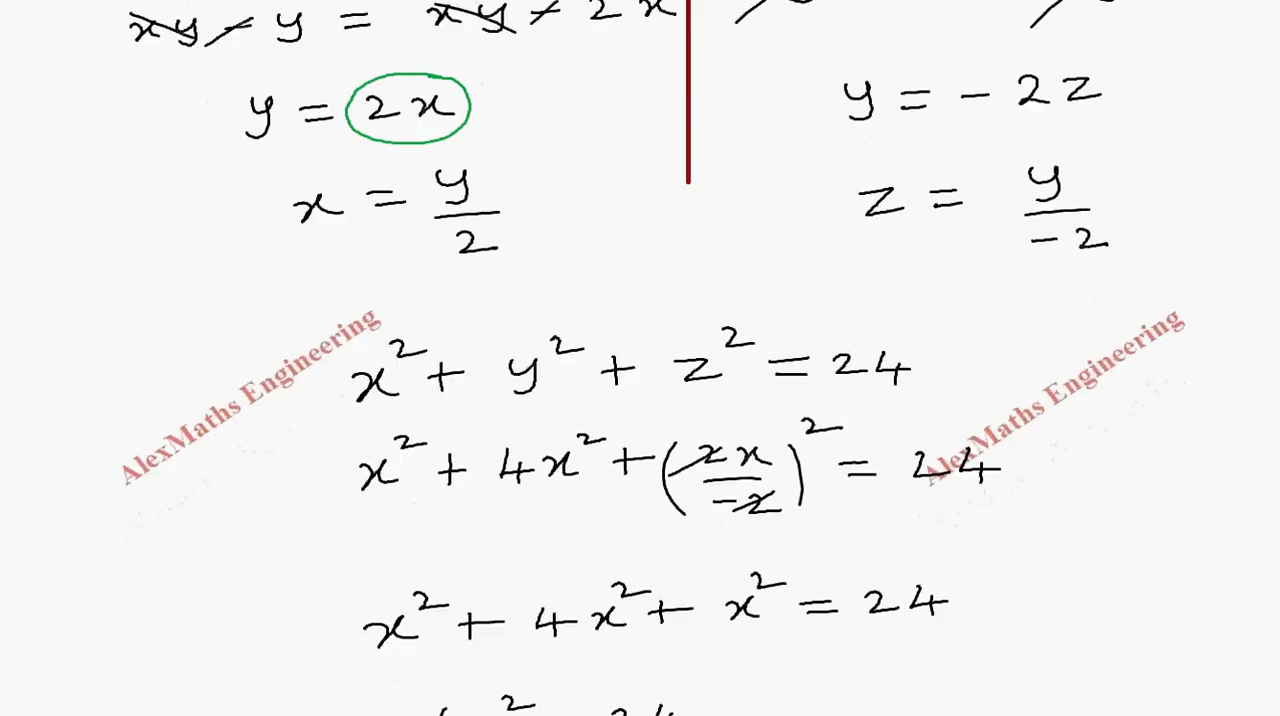 xy - y = xy - 2x
y = 2x
x = y/2
y = -2z
z = y/-2
AlexMaths Engineering
AlexMaths Engineering
x² + y² + z² = 24
x² + 4x² + (2x/-2)² = 24
x² + 4x² + x² = 24